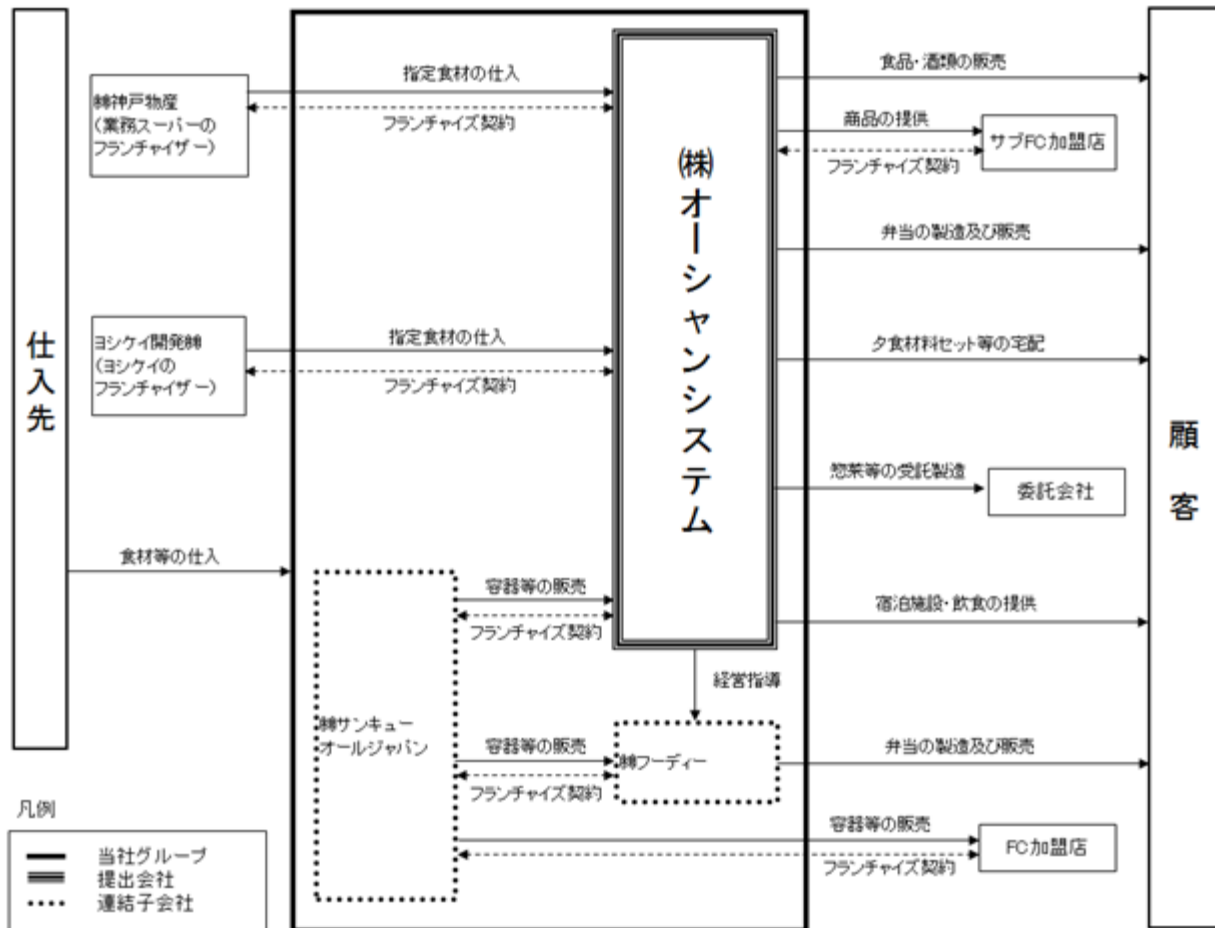 仕入先
㈱神戸物産
(業務スーパーの
フランチャイザー)
指定食材の仕入
フランチャイズ契約
ヨシケイ開発㈱
(ヨシケイの
フランチャイザー)
指定食材の仕入
フランチャイズ契約
食材等の仕入
㈱オーシャンシステム
食品・酒類の販売
商品の提供
フランチャイズ契約
サブFC加盟店
弁当の製造及び販売
夕食材料セット等の宅配
惣菜等の受託製造
委託会社
宿泊施設・飲食の提供
顧客
容器等の販売
フランチャイズ契約
経営指導
㈱サンキュー
オールジャパン
容器等の販売
フランチャイズ契約
㈱フーディー
弁当の製造及び販売
容器等の販売
フランチャイズ契約
FC加盟店
凡例
当社グループ
提出会社
連結子会社